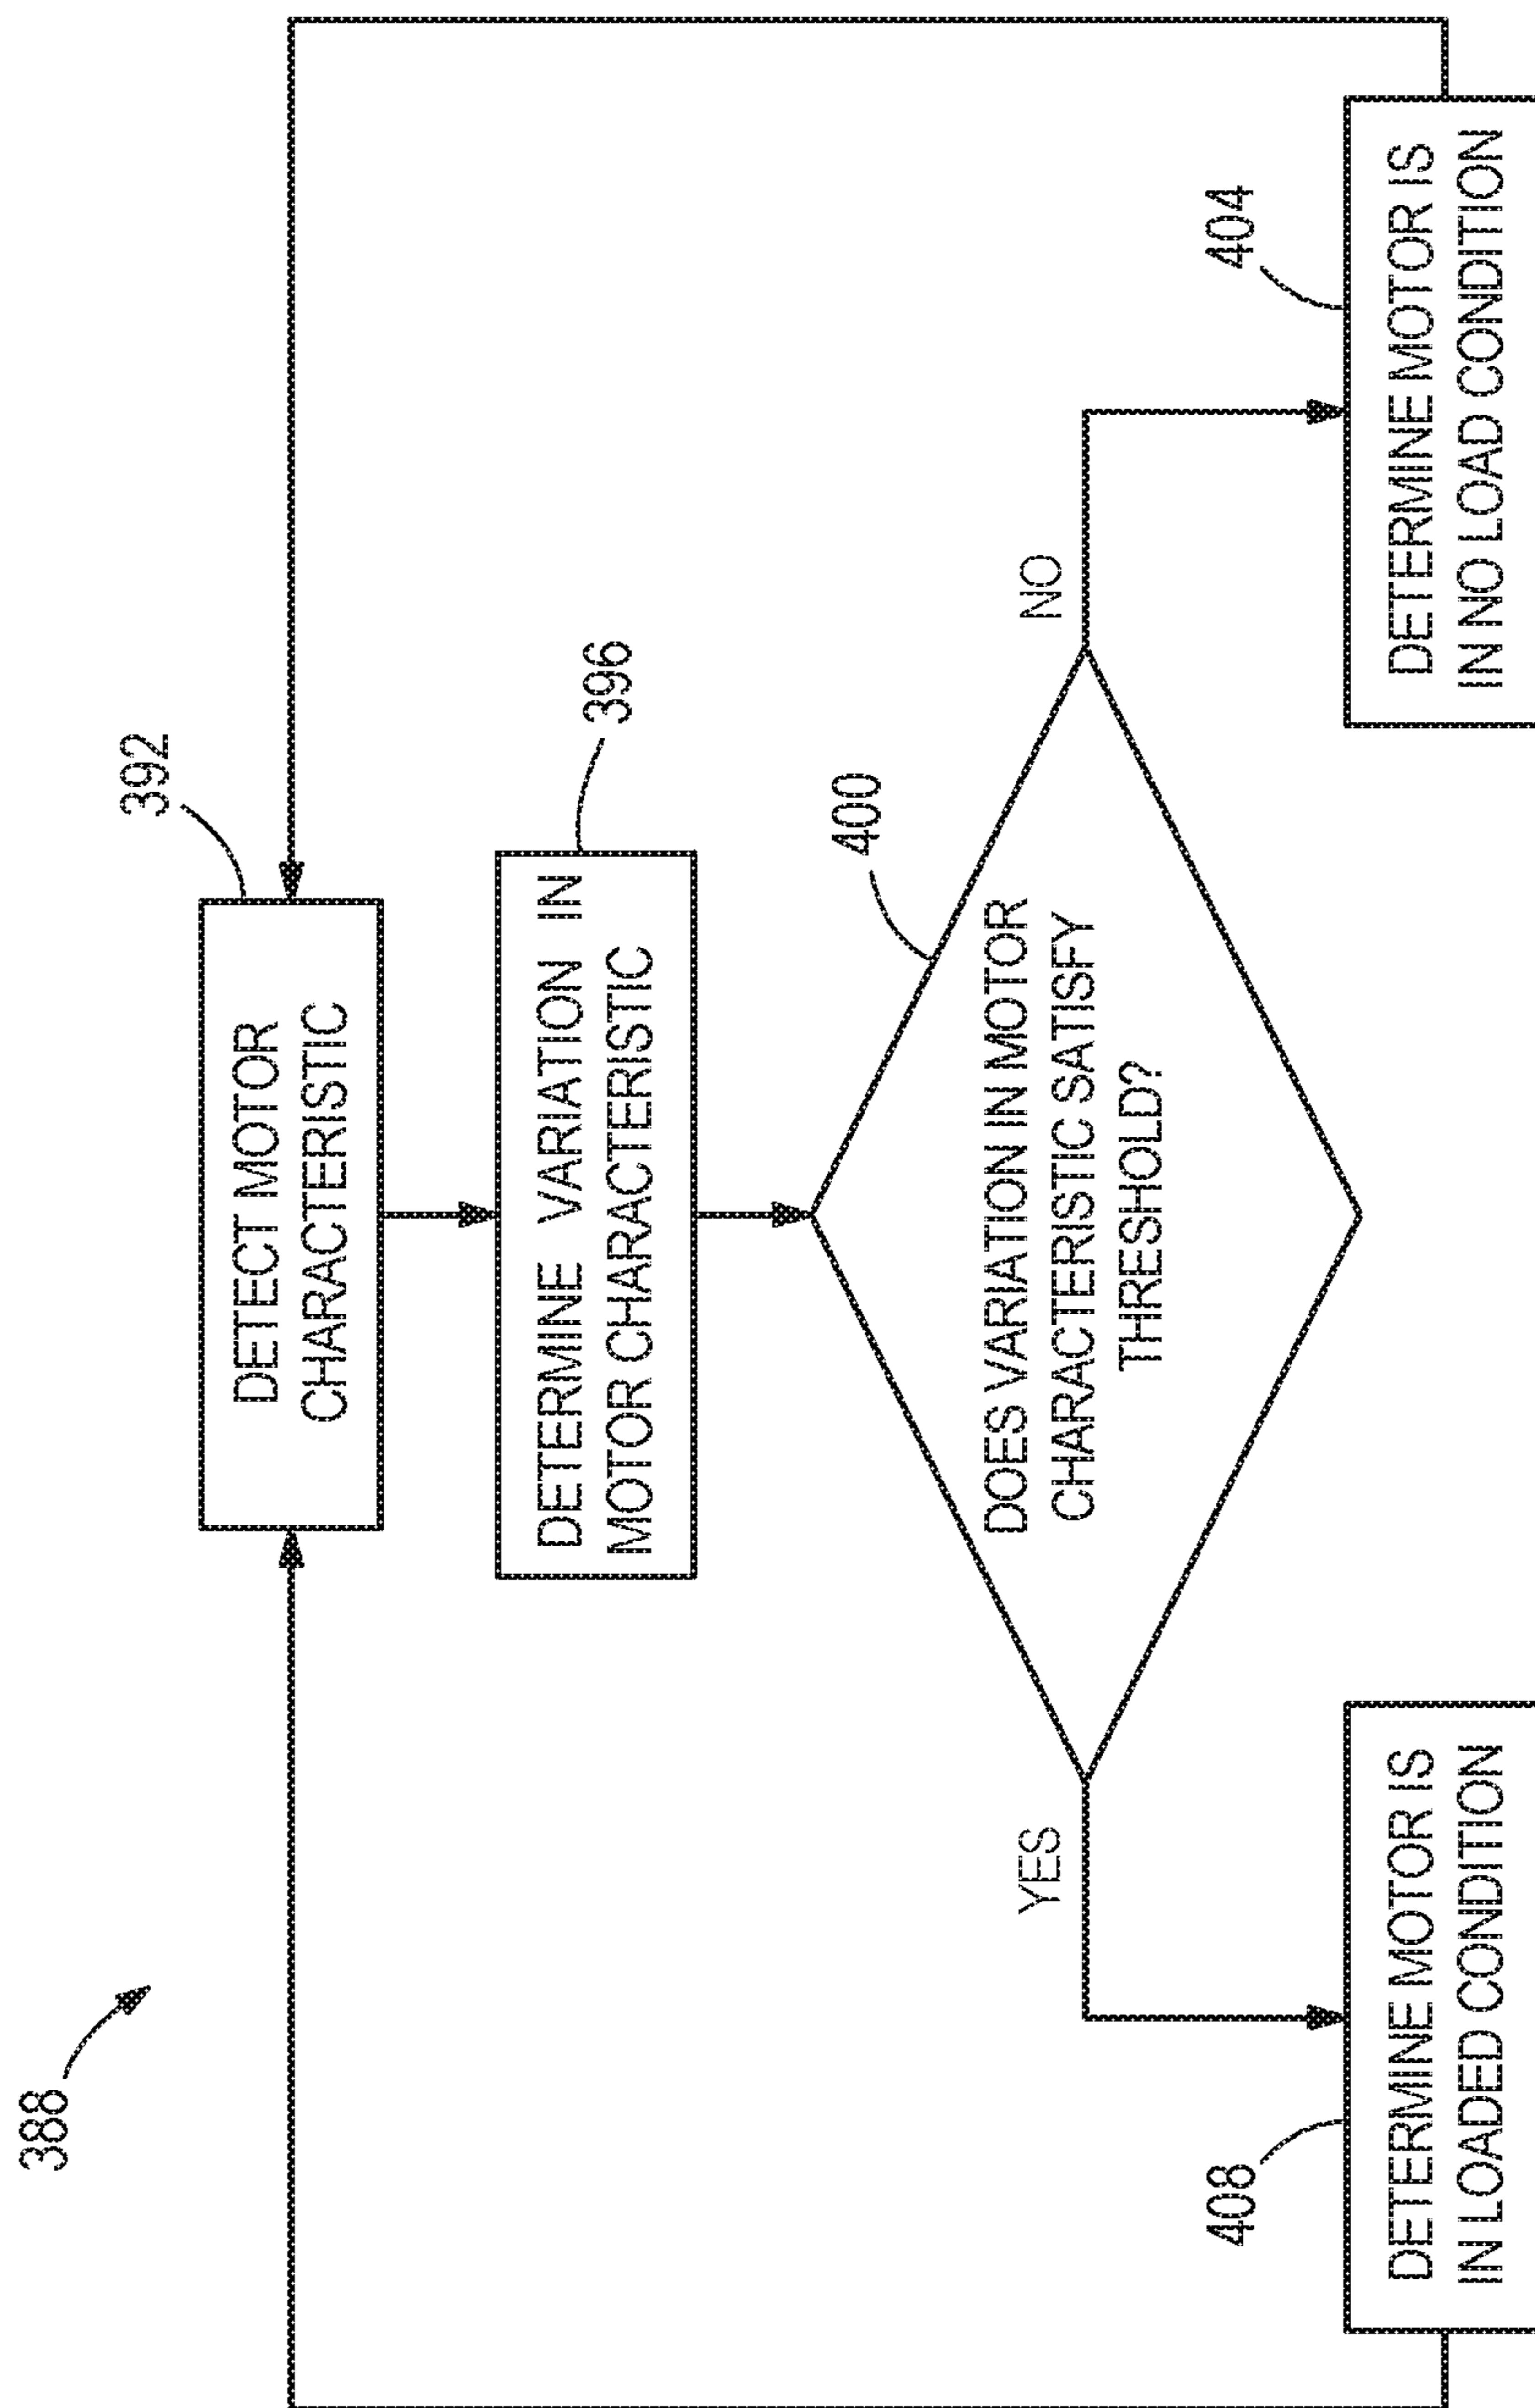 388
392
DETECT MOTOR
CHARACTERISTIC
396
DETERMINE VARIATION IN
MOTOR CHARACTERISTIC
400
DOES VARIATION IN MOTOR
CHARACTERISTIC SATISFY
THRESHOLD?
YES
NO
408
DETERMINE MOTOR IS
IN LOADED CONDITION
404
DETERMINE MOTOR IS
IN NO LOAD CONDITION